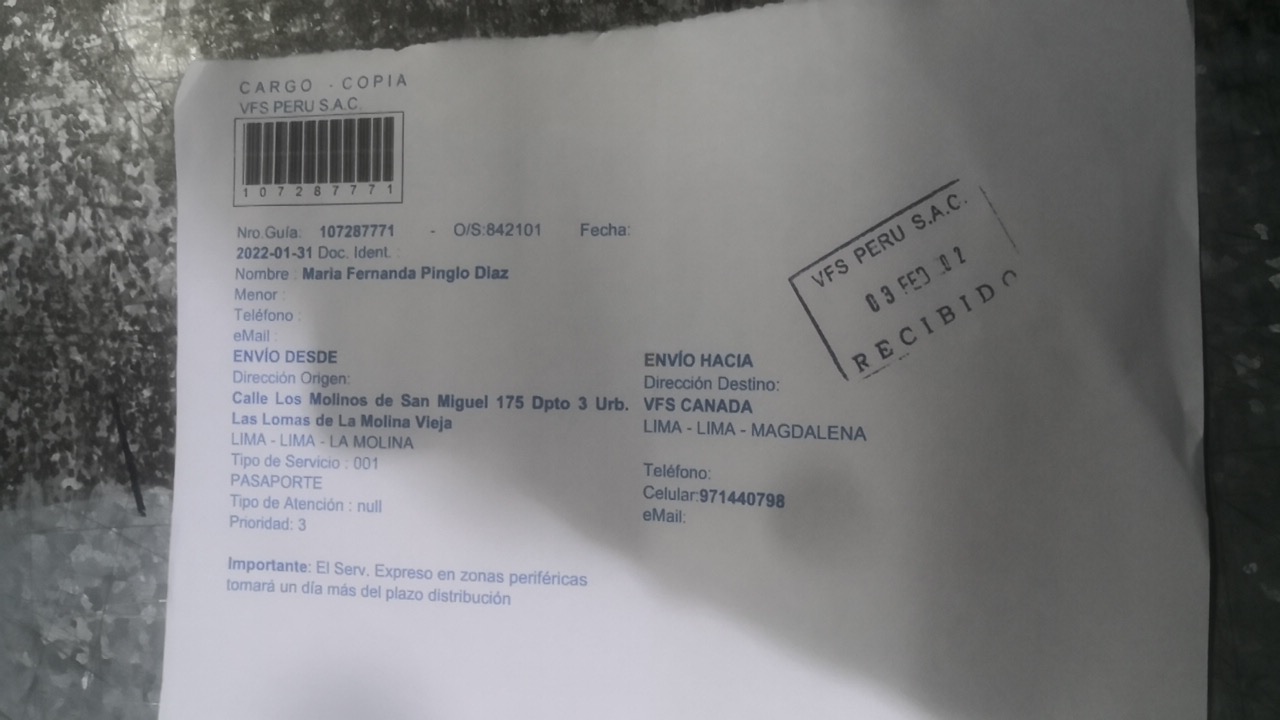 CARGO - COPIA
VFS PERU S.A.C.
107287771
Nro.Guía: 107287771 - O/S:842101 Fecha:
2022-01-31 Doc. Ident. :
Nombre : Maria Fernanda Pinglo Diaz
Menor :
Teléfono :
eMail :
ENVÍO DESDE
Dirección Origen:
Calle Los Molinos de San Miguel 175 Dpto 3 Urb.
Las Lomas de La Molina Vieja
LIMA - LIMA - LA MOLINA
Tipo de Servicio : 001
PASAPORTE
Tipo de Atención : null
Prioridad: 3
ENVÍO HACIA
Dirección Destino:
VFS CANADA
LIMA - LIMA - MAGDALENA
Teléfono:
Celular:971440798
eMail:
Importante: El Serv. Expreso en zonas periféricas
tomará un día más del plazo distribución
VFS PERU S.A.C.
03
RECIBIDO